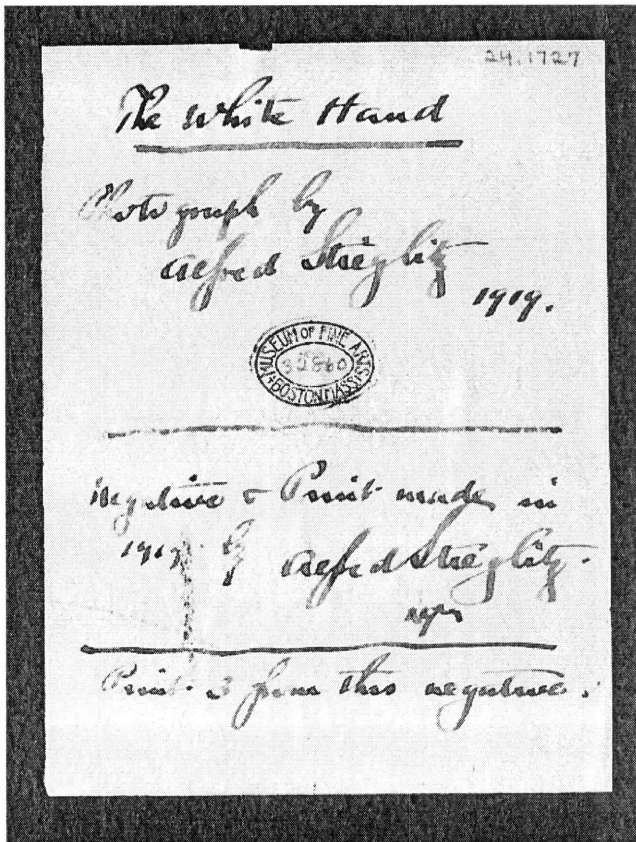 24.1727
The White Hand
Photograph by
Alfred Stieglitz
1919.
MUSEUM OF FINE ARTS
BOSTON MASS
Negative & Print made in
by Alfred Stieglitz.
Print 3 from this negative.